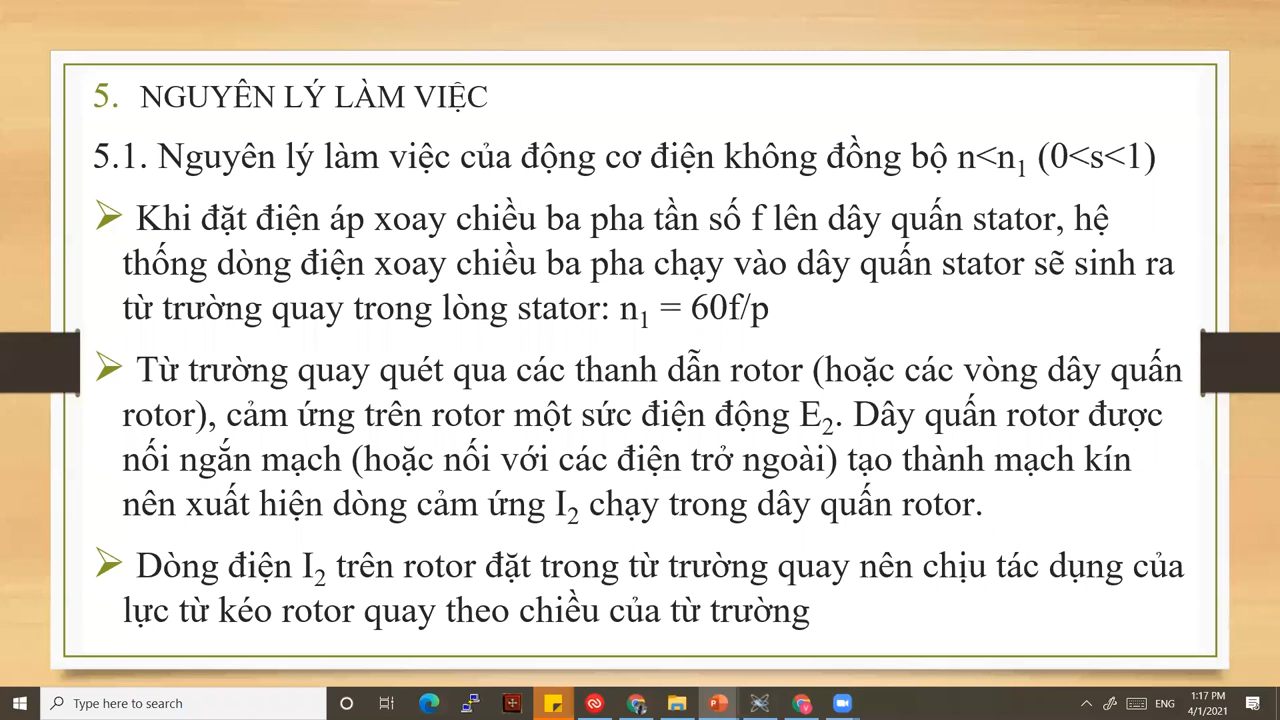 5. NGUYÊN LÝ LÀM VIỆC
5.1. Nguyên lý làm việc của động cơ điện không đồng bộ n<n₁ (0<s<1)
➢ Khi đặt điện áp xoay chiều ba pha tần số f lên dây quấn stator, hệ
thống dòng điện xoay chiều ba pha chạy vào dây quấn stator sẽ sinh ra
từ trường quay trong lòng stator: n₁ = 60f/p
➢ Từ trường quay quét qua các thanh dẫn rotor (hoặc các vòng dây quấn
rotor), cảm ứng trên rotor một sức điện động E₂. Dây quấn rotor được
nối ngắn mạch (hoặc nối với các điện trở ngoài) tạo thành mạch kín
nên xuất hiện dòng cảm ứng I₂ chạy trong dây quấn rotor.
➢ Dòng điện I₂ trên rotor đặt trong từ trường quay nên chịu tác dụng của
lực từ kéo rotor quay theo chiều của từ trường
Type here to search
ENG
1:17 PM
4/1/2021